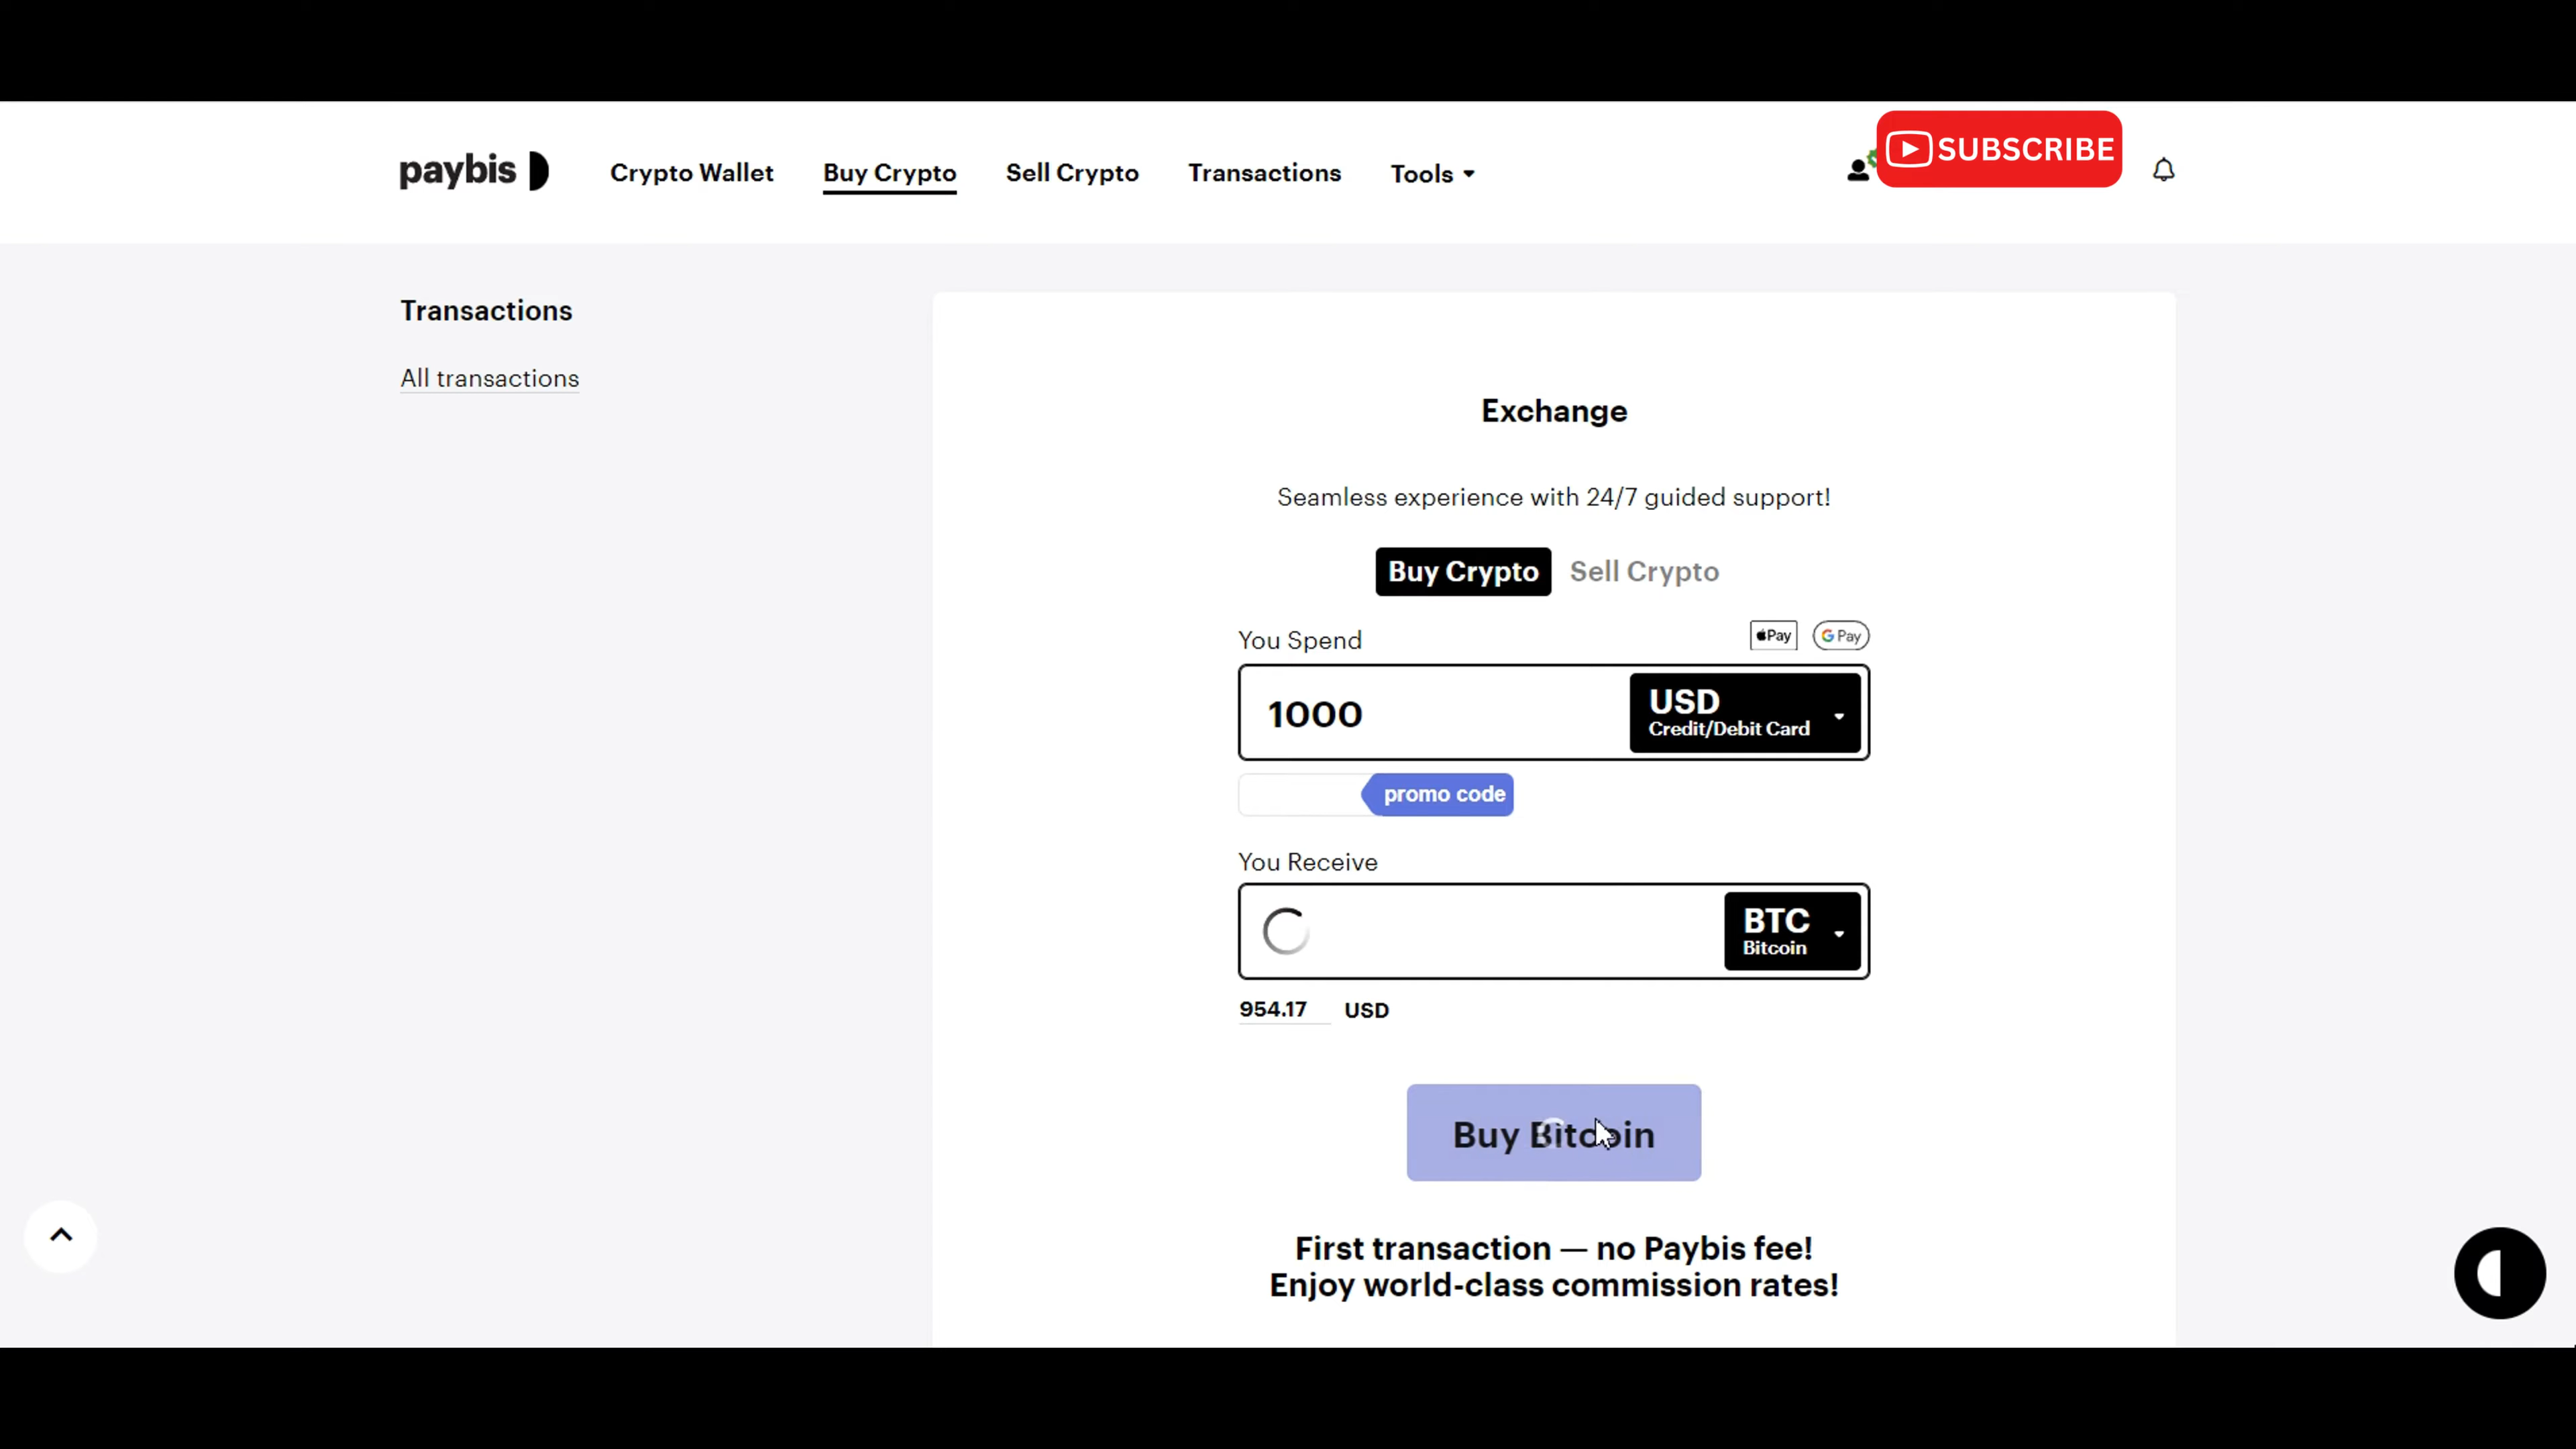 paybis
Crypto Wallet
Buy Crypto
Sell Crypto
Transactions
Tools
SUBSCRIBE
Transactions
All transactions
Exchange
Seamless experience with 24/7 guided support!
Buy Crypto
Sell Crypto
You Spend
Pay
G Pay
1000
USD
Credit/Debit Card
promo code
You Receive
BTC
Bitcoin
954.17 USD
Buy Bitcoin
First transaction — no Paybis fee!
Enjoy world-class commission rates!